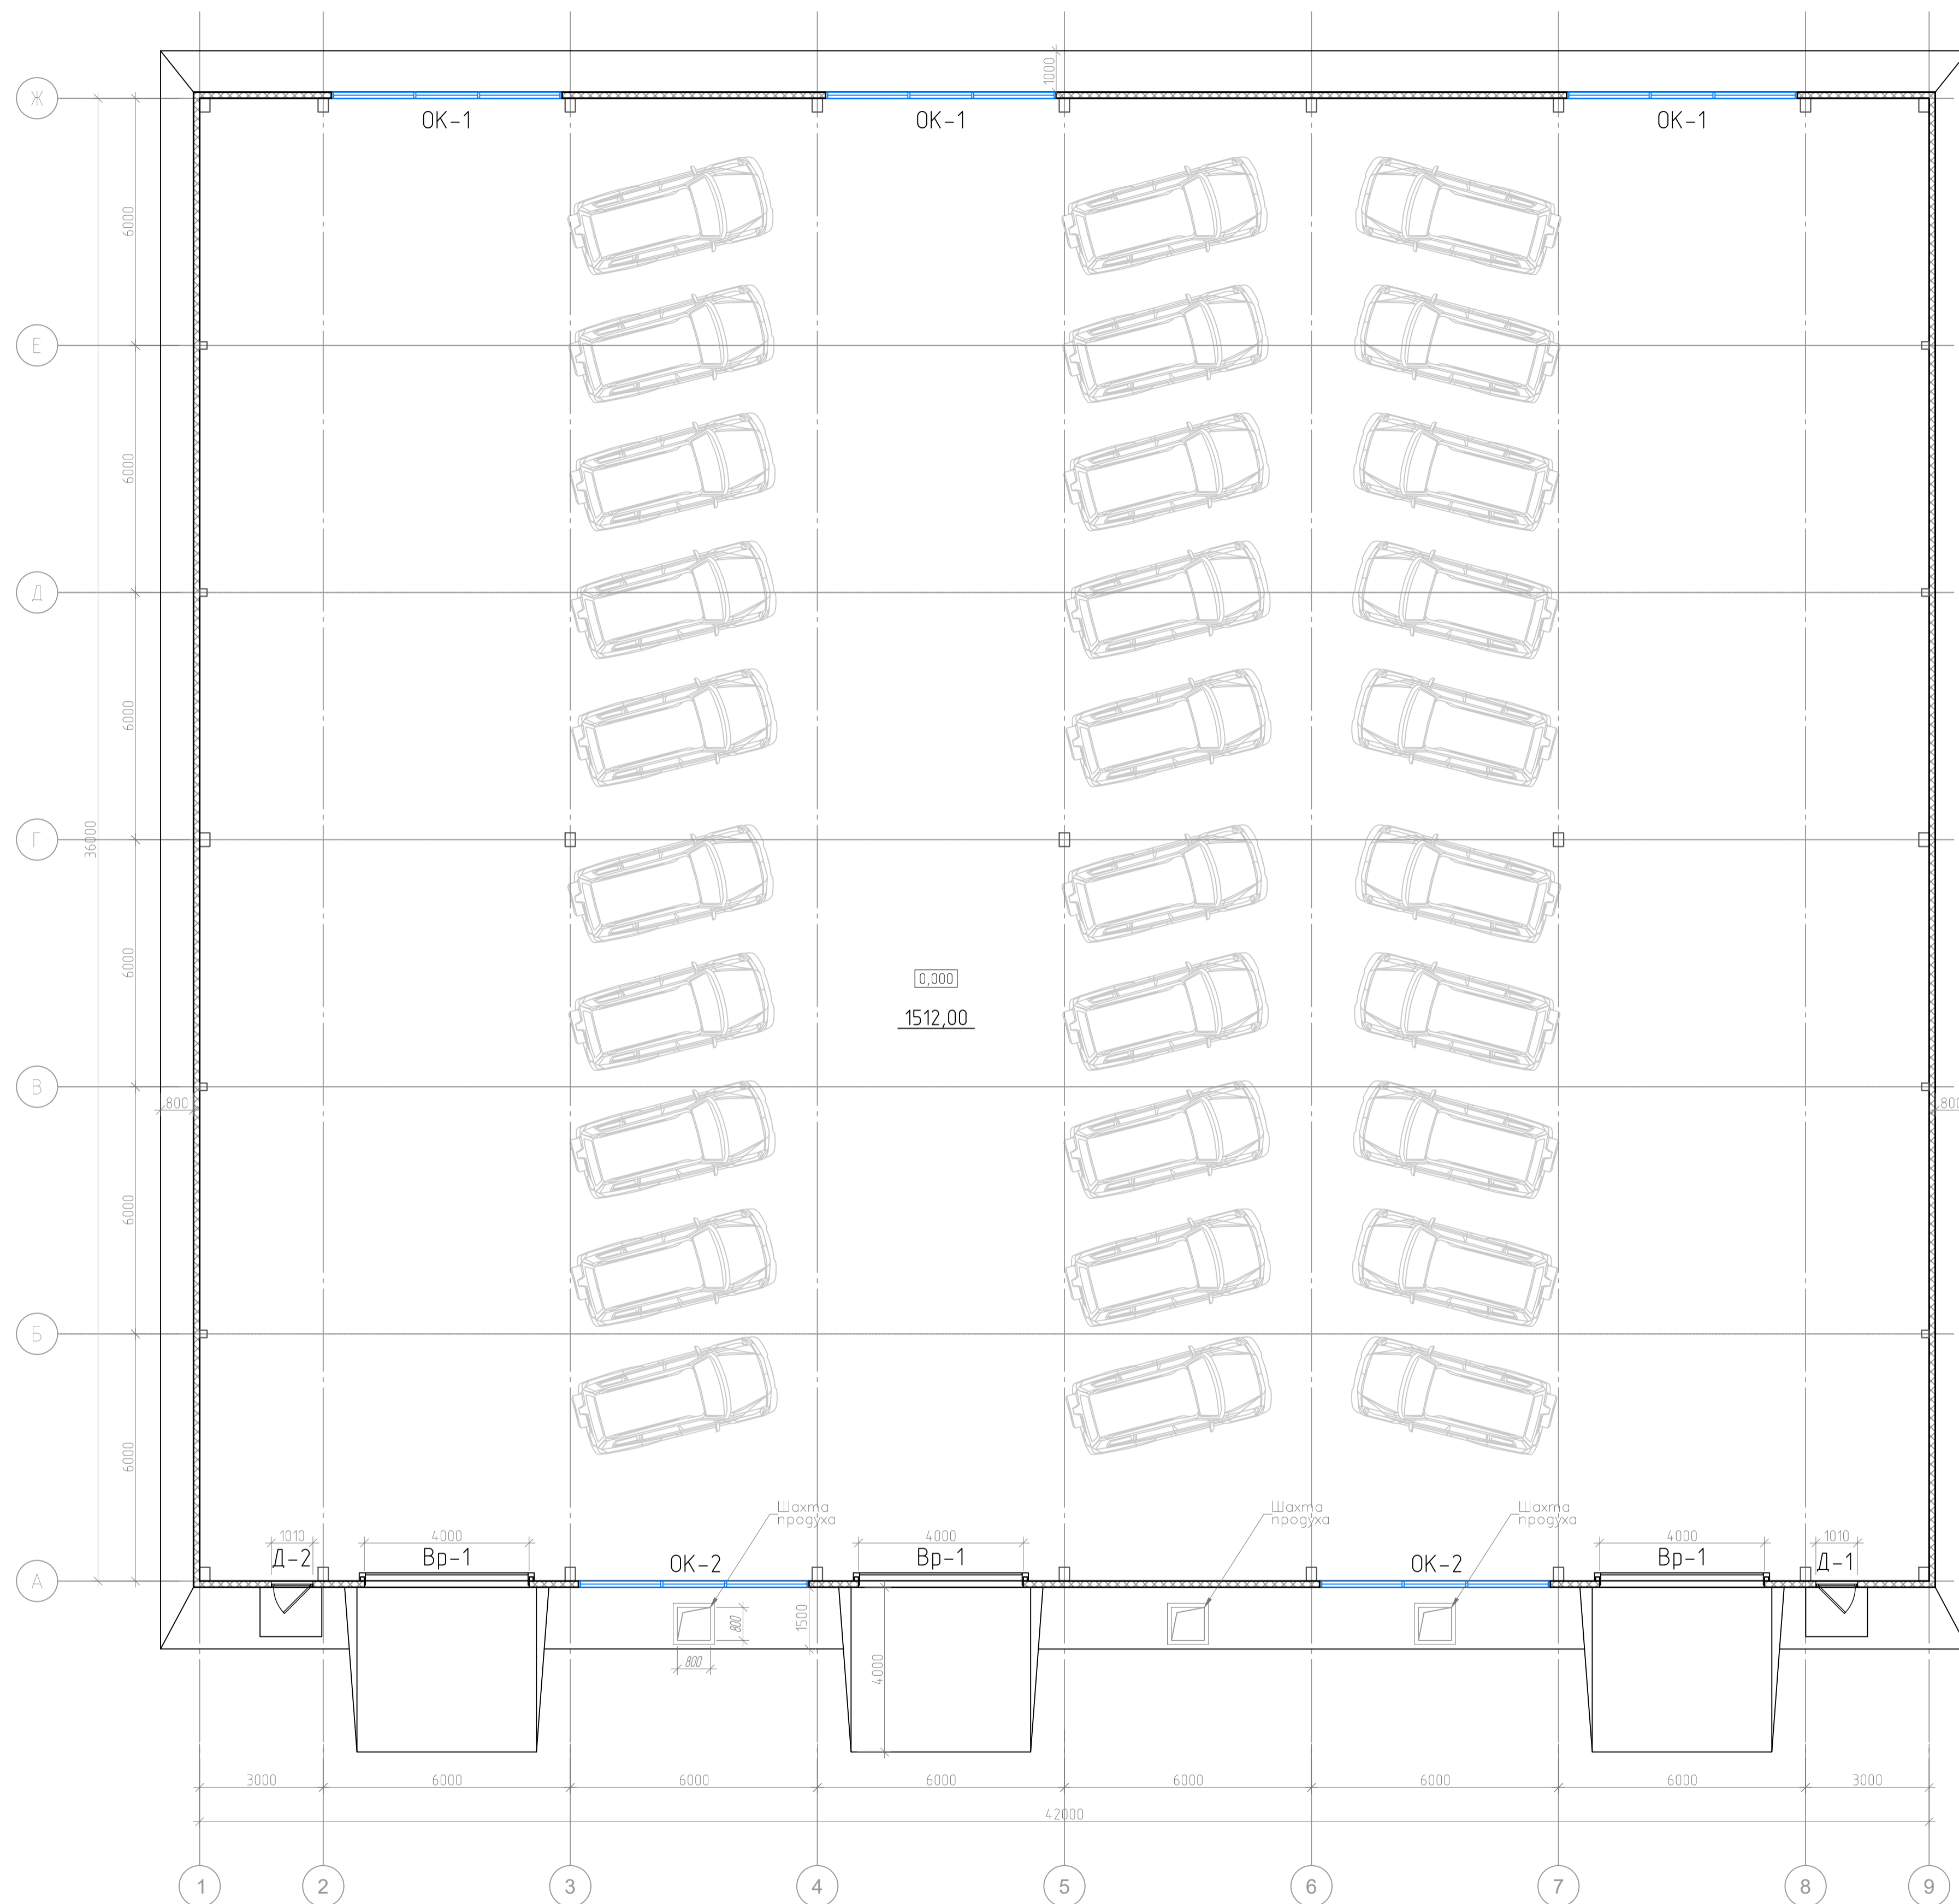 1000
Ж
ОК-1
ОК-1
ОК-1
6000
Е
6000
Д
6000
Г
36000
6000
0,000
1512,00
В
800
800
6000
Б
6000
Шахта
продуха
Шахта
продуха
Шахта
продуха
1010
4000
4000
4000
1010
Д-2
Вр-1
ОК-2
Вр-1
ОК-2
Вр-1
Д-1
А
800
1500
800
4000
3000
6000
6000
6000
6000
6000
6000
3000
42000
1
2
3
4
5
6
7
8
9